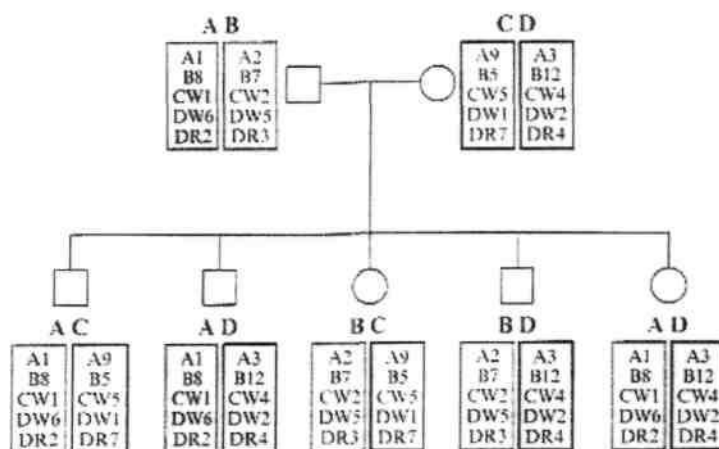 A B C D
A1 A2 A9 A3
B8 B7 B5 B12
CW1 CW2 CW5 CW4
DW6 DW5 DW1 DW2
DR2 DR3 DR7 DR4
A C A D B C B D A D
A1 A9 A1 A3 A2 A9 A2 A3 A1 A3
B8 B5 B8 B12 B7 B5 B7 B12 B8 B12
CW1 CW5 CW1 CW4 CW2 CW5 CW2 CW4 CW1 CW4
DW6 DW1 DW6 DW2 DW5 DW1 DW5 DW2 DW6 DW2
DR2 DR7 DR2 DR4 DR3 DR7 DR3 DR4 DR2 DR4